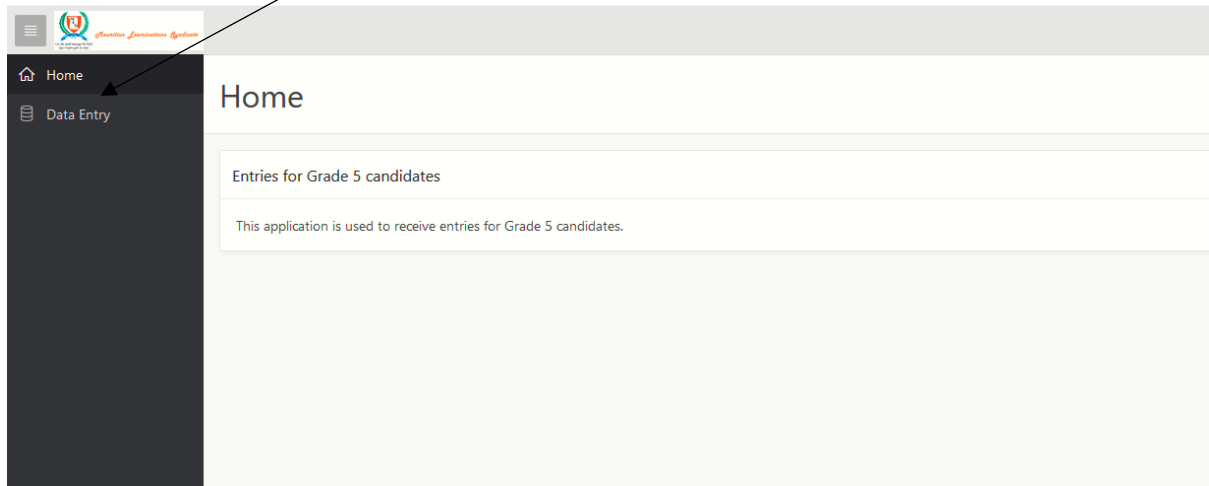 Mauritius Examinations Syndicate
Home
Data Entry
Home
Entries for Grade 5 candidates
This application is used to receive entries for Grade 5 candidates.